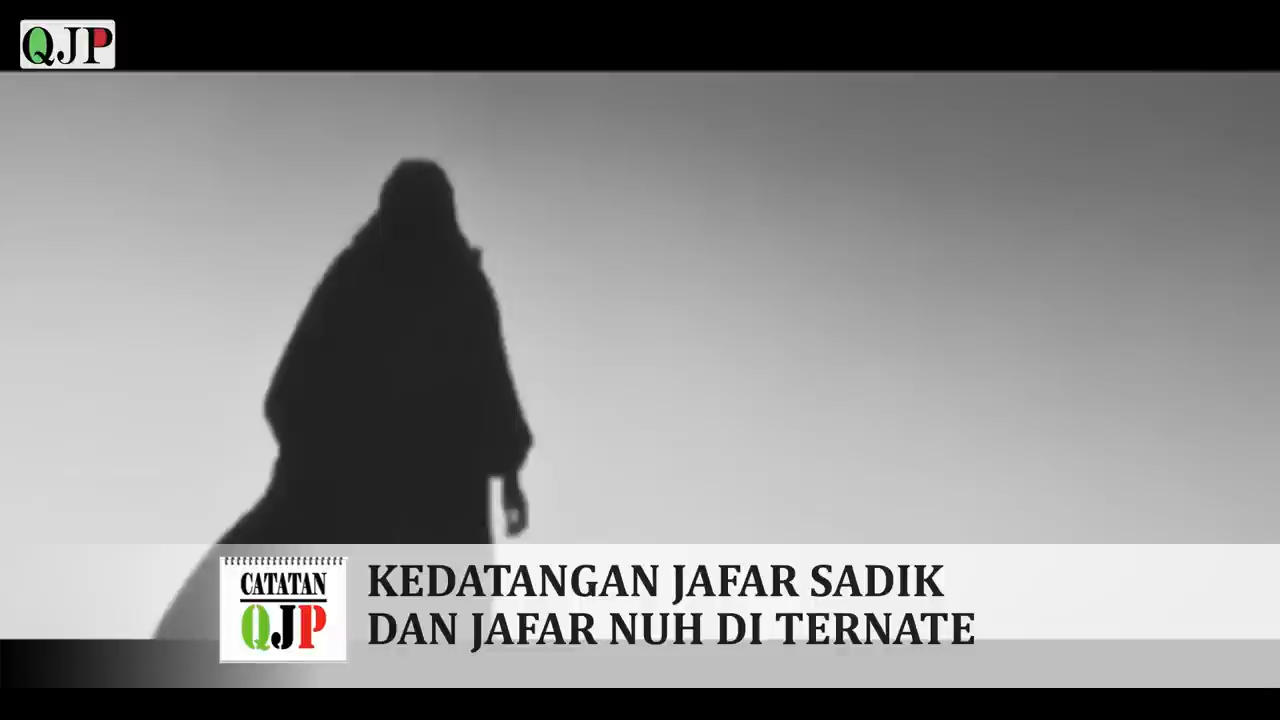 QJP
CATATAN
QJP
KEDATANGAN JAFAR SADIK
DAN JAFAR NUH DI TERNATE